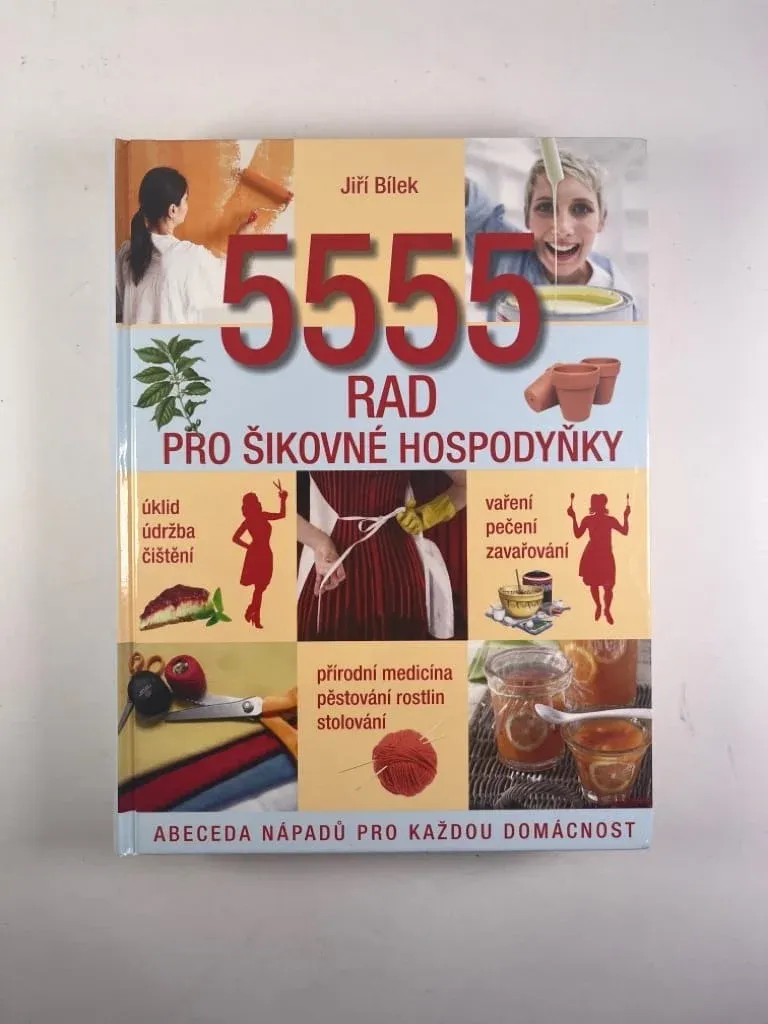 Jiří Bílek
5555
RAD
PRO ŠIKOVNÉ HOSPODYŇKY
úklid
údržba
čištění
vaření
pečení
zavařování
přírodní medicína
pěstování rostlin
stolování
ABECEDA NÁPADŮ PRO KAŽDOU DOMÁCNOST